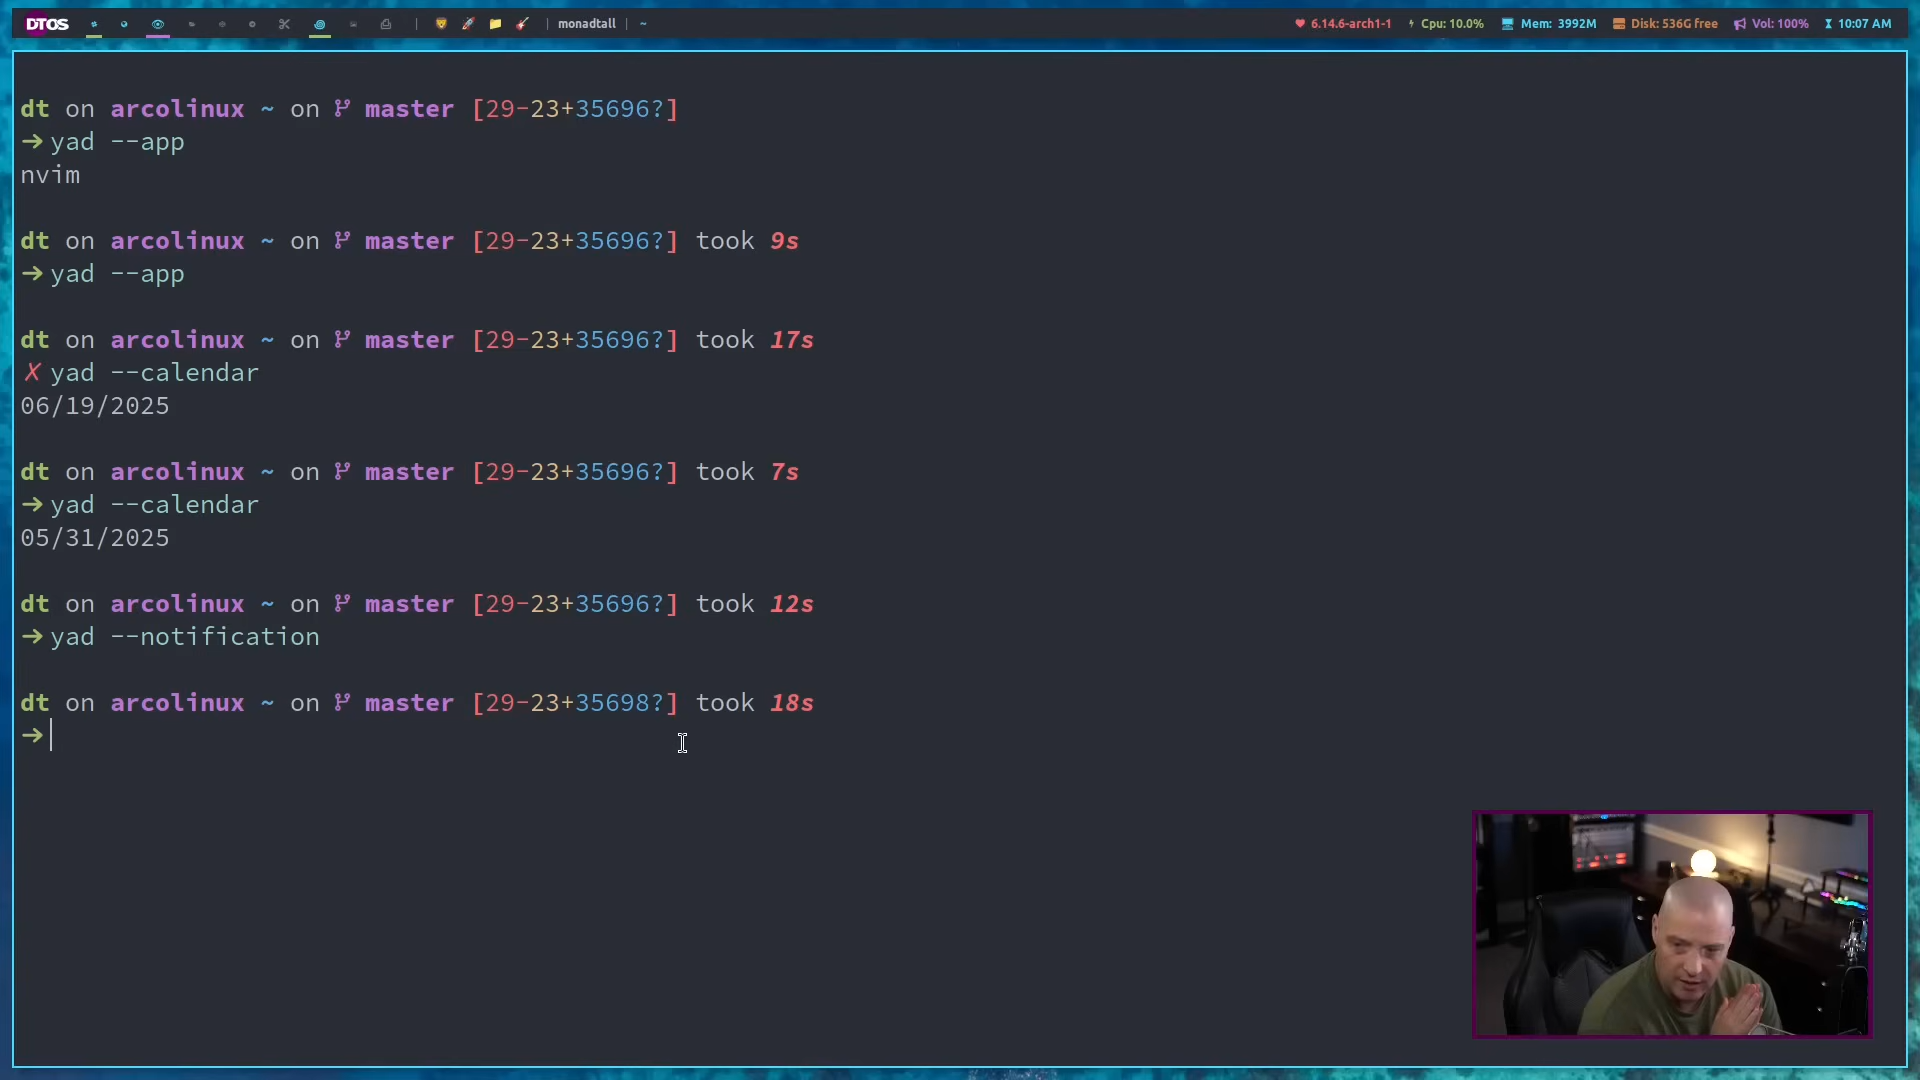 DTOS | monadtall | ~ 6.14.6-arch1-1 Cpu: 10.0% Mem: 3992M Disk: 536G free Vol: 100% 10:07 AM
dt on arcolinux ~ on master [29-23+35696?]
→ yad --app
nvim
dt on arcolinux ~ on master [29-23+35696?] took 9s
→ yad --app
dt on arcolinux ~ on master [29-23+35696?] took 17s
✗ yad --calendar
06/19/2025
dt on arcolinux ~ on master [29-23+35696?] took 7s
→ yad --calendar
05/31/2025
dt on arcolinux ~ on master [29-23+35696?] took 12s
→ yad --notification
dt on arcolinux ~ on master [29-23+35698?] took 18s
→